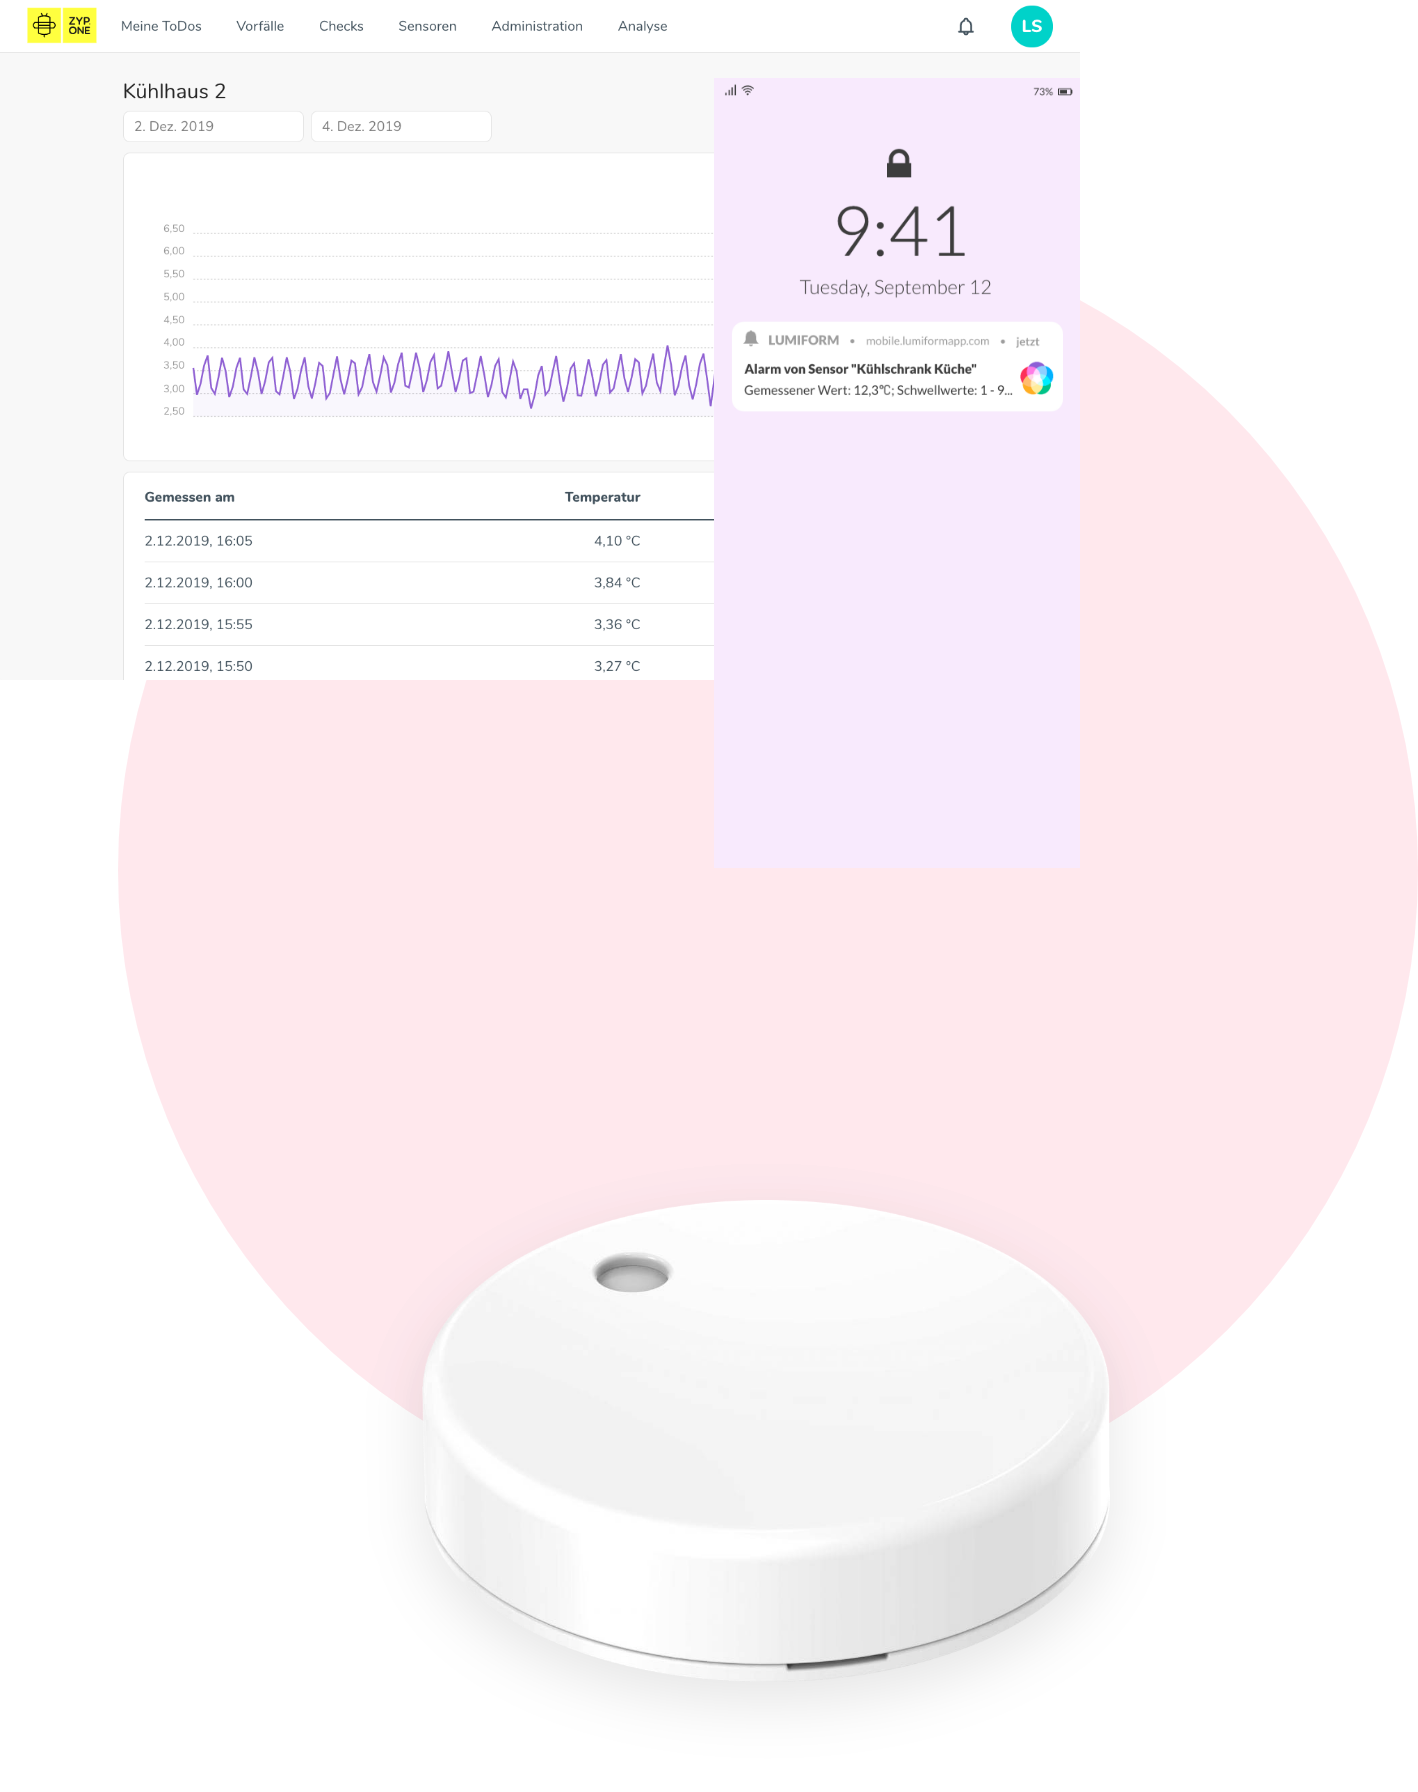 ZYP
ONE
Meine ToDos
Vorfälle
Checks
Sensoren
Administration
Analyse
LS
Kühlhaus 2
2. Dez. 2019
4. Dez. 2019
6,50
6,00
5,50
5,00
4,50
4,00
3,50
3,00
2,50
Gemessen am Temperatur
2.12.2019, 16:05 4,10 °C
2.12.2019, 16:00 3,84 °C
2.12.2019, 15:55 3,36 °C
2.12.2019, 15:50 3,27 °C
73%
9:41
Tuesday, September 12
LUMIFORM • mobile.lumiformapp.com • jetzt
Alarm von Sensor "Kühlschrank Küche"
Gemessener Wert: 12,3°C; Schwellwerte: 1 - 9...